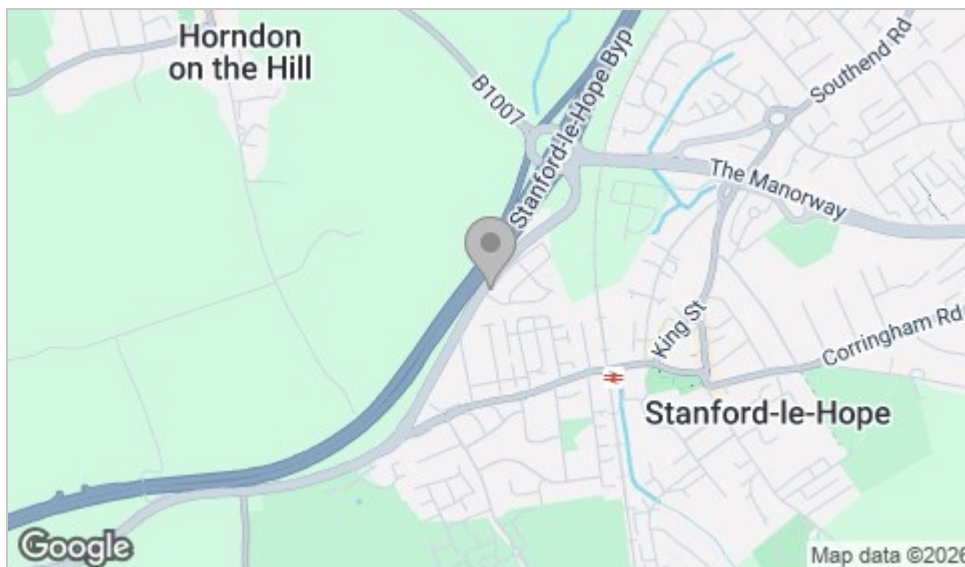 Horndon
on the Hill
B1007
Stanford-le-Hope Byp
Southend Rd
The Manorway
King St
Corringham Rd
Stanford-le-Hope
Google
Map data ©2026